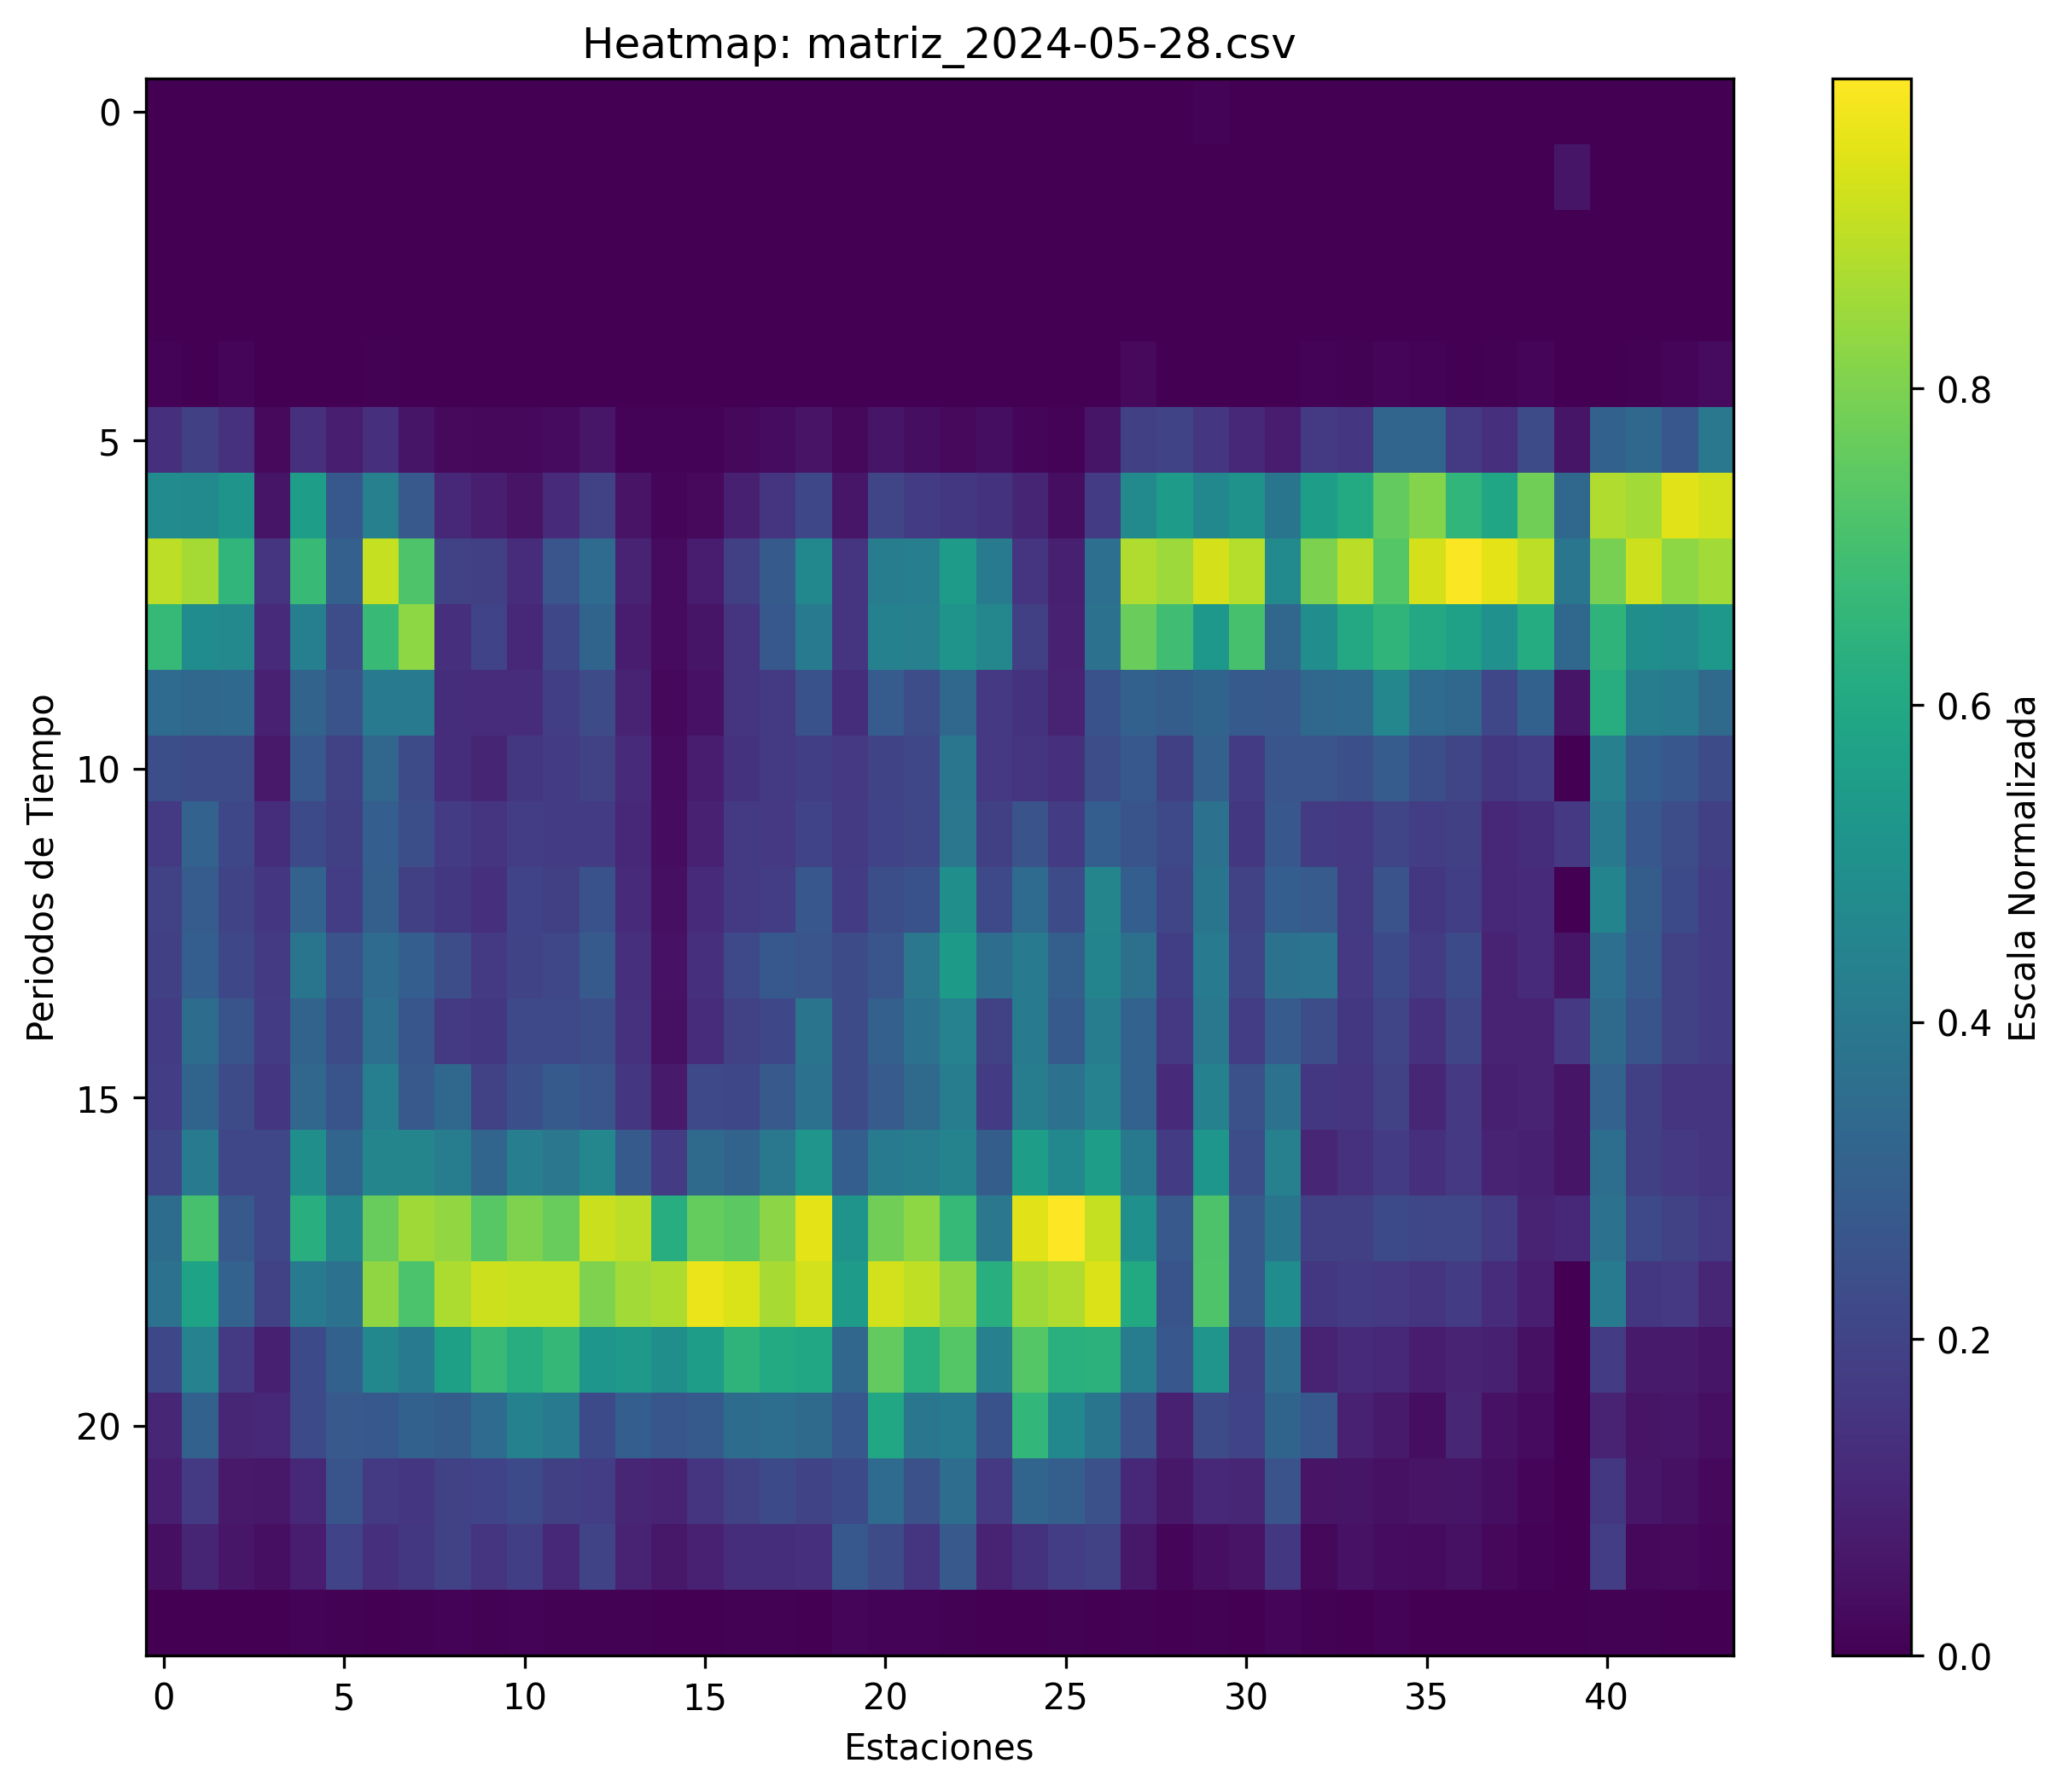 Heatmap: matriz_2024-05-28.csv
Periodos de Tiempo
0
5
10
15
20
0 5 10 15 20 25 30 35 40
Estaciones
0.8
0.6
0.4
0.2
0.0
Escala Normalizada